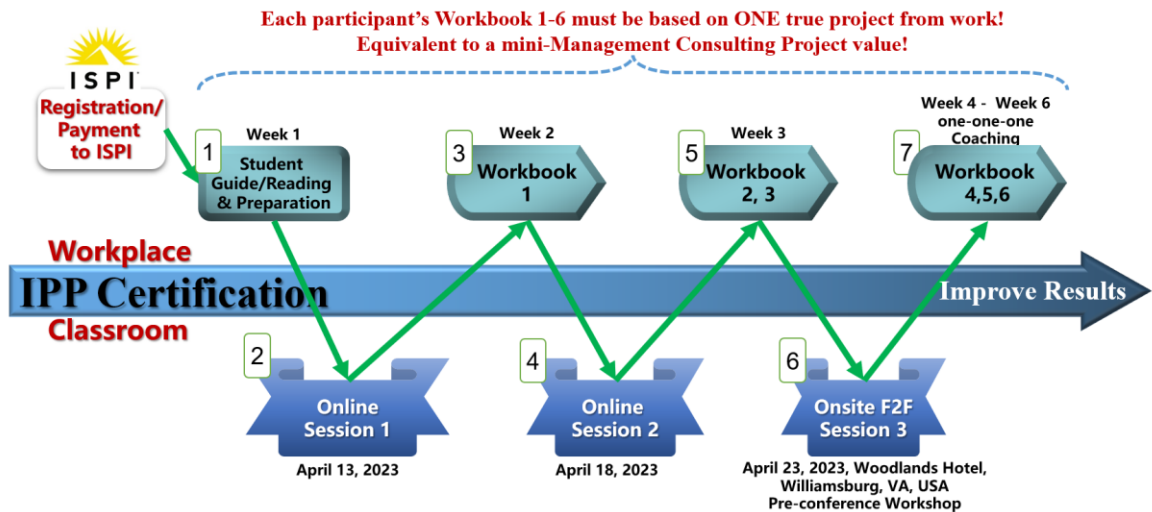 Each participant's Workbook 1-6 must be based on ONE true project from work!
Equivalent to a mini-Management Consulting Project value!
ISPI
Registration/
Payment
to ISPI
1
Week 1
Student
Guide/Reading
& Preparation
3
Week 2
Workbook
1
5
Week 3
Workbook
2, 3
Week 4 - Week 6
one-one-one
Coaching
7
Workbook
4,5,6
Workplace
IPP Certification
Improve Results
Classroom
2
Online
Session 1
April 13, 2023
4
Online
Session 2
April 18, 2023
6
Onsite F2F
Session 3
April 23, 2023, Woodlands Hotel,
Williamsburg, VA, USA
Pre-conference Workshop